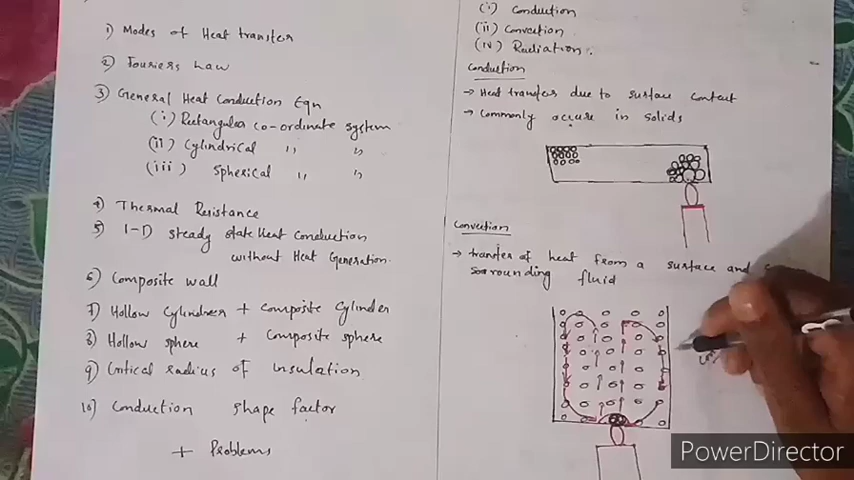 1) Modes of Heat transfer
2) Fouriers Law
3) General Heat Conduction Eqn
(i) Rectangular co-ordinate system
(ii) Cylindrical " "
(iii) Spherical " "
4) Thermal Resistance
5) 1-D steady state Heat Conduction
without Heat Generation.
6) Composite wall
7) Hollow Cylinder + Composite Cylinder
8) Hollow sphere + Composite sphere
9) Critical radius of insulation
10) Conduction shape factor
+ Problems
(i) Conduction
(ii) Convection
(iv) Radiation.
Conduction
→ Heat transfer due to surface contact
→ Commonly occure in solids
Convection
→ transfer of heat from a surface and
sorrounding fluid
PowerDirector